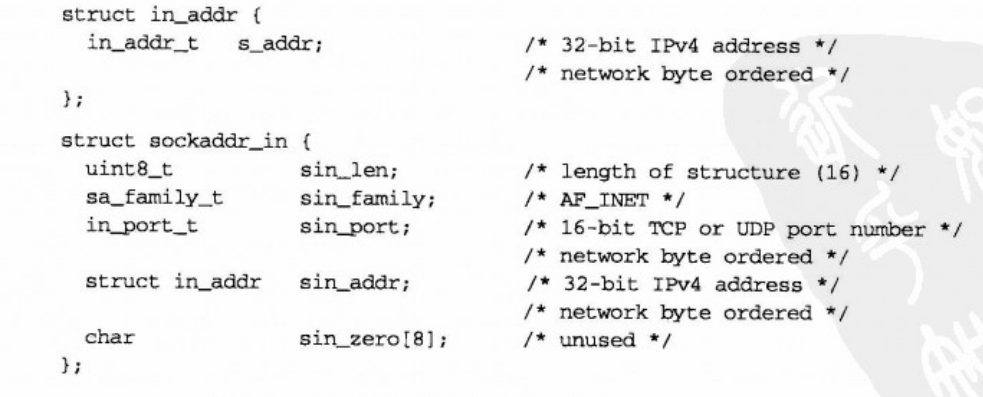 struct in_addr {
  in_addr_t   s_addr;                  /* 32-bit IPv4 address */
                                       /* network byte ordered */
};
struct sockaddr_in {
  uint8_t         sin_len;             /* length of structure (16) */
  sa_family_t     sin_family;          /* AF_INET */
  in_port_t       sin_port;            /* 16-bit TCP or UDP port number */
                                       /* network byte ordered */
  struct in_addr  sin_addr;            /* 32-bit IPv4 address */
                                       /* network byte ordered */
  char            sin_zero[8];         /* unused */
};